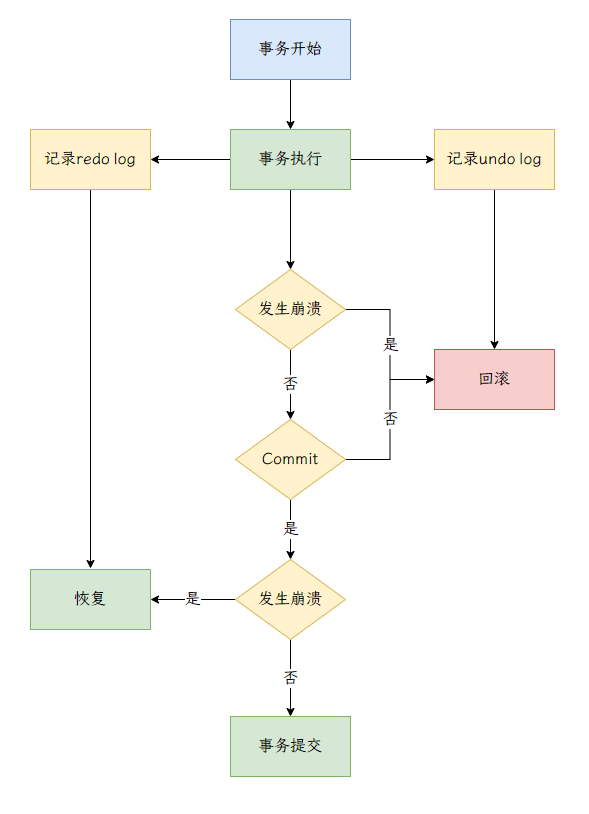 事务开始
记录redo log
事务执行
记录undo log
发生崩溃
是
回滚
否
否
Commit
是
发生崩溃
是
恢复
否
事务提交